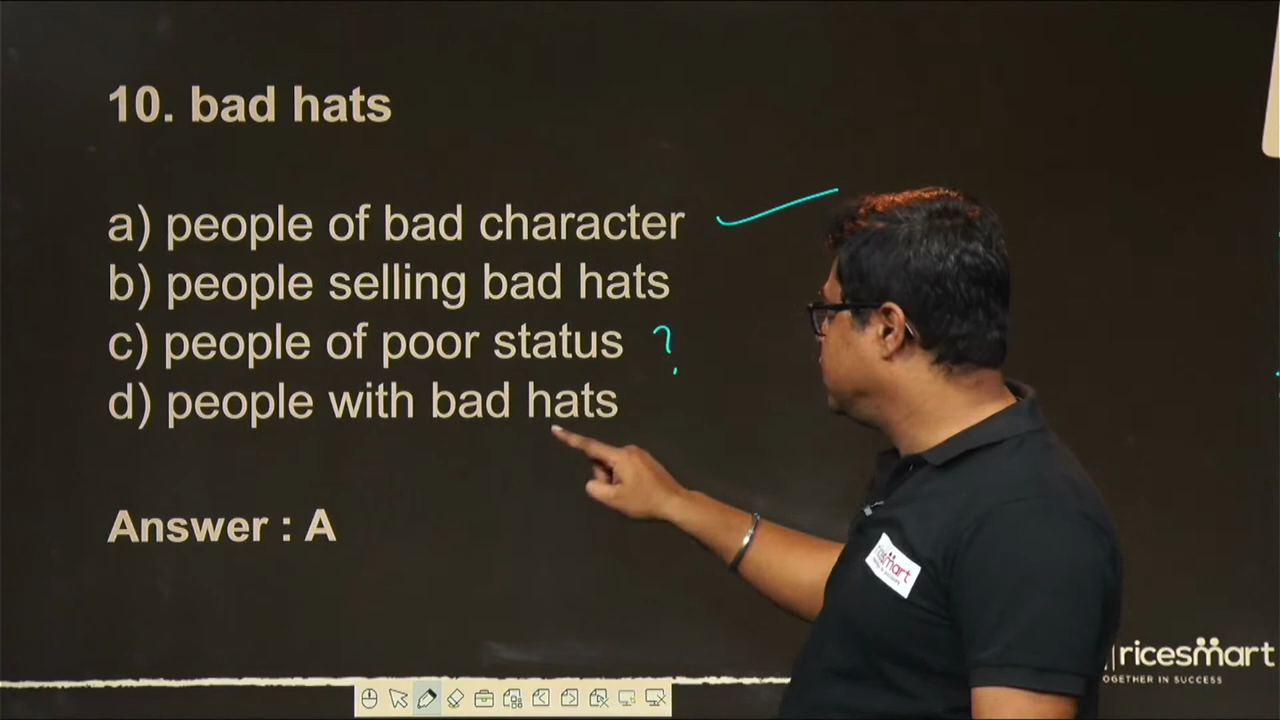 10. bad hats
a) people of bad character
b) people selling bad hats
c) people of poor status ?
d) people with bad hats
Answer : A
ricesmart
OGETHER IN SUCCESS